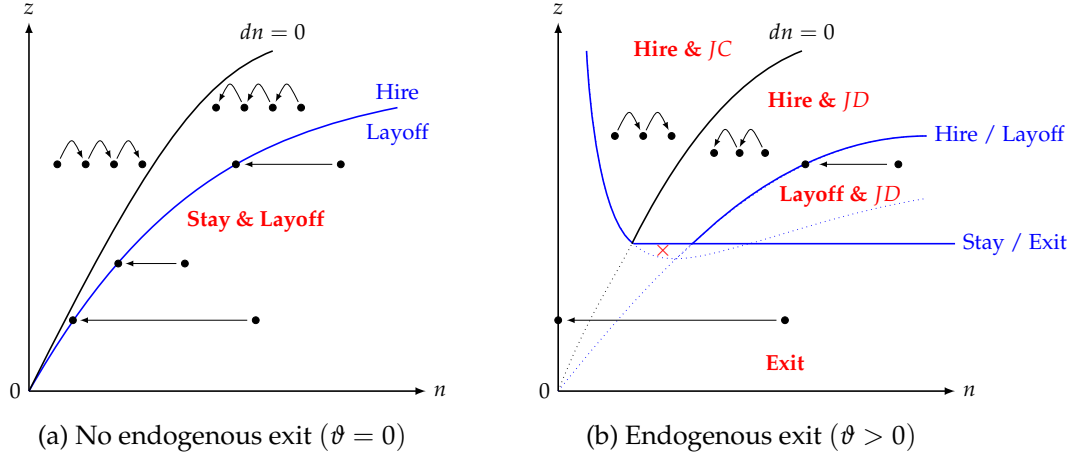 z
dn = 0
Hire
Layoff
Stay & Layoff
0
n
(a) No endogenous exit (ϑ = 0)
z
Hire & JC
dn = 0
Hire & JD
Hire / Layoff
Layoff & JD
Stay / Exit
Exit
0
n
(b) Endogenous exit (ϑ > 0)